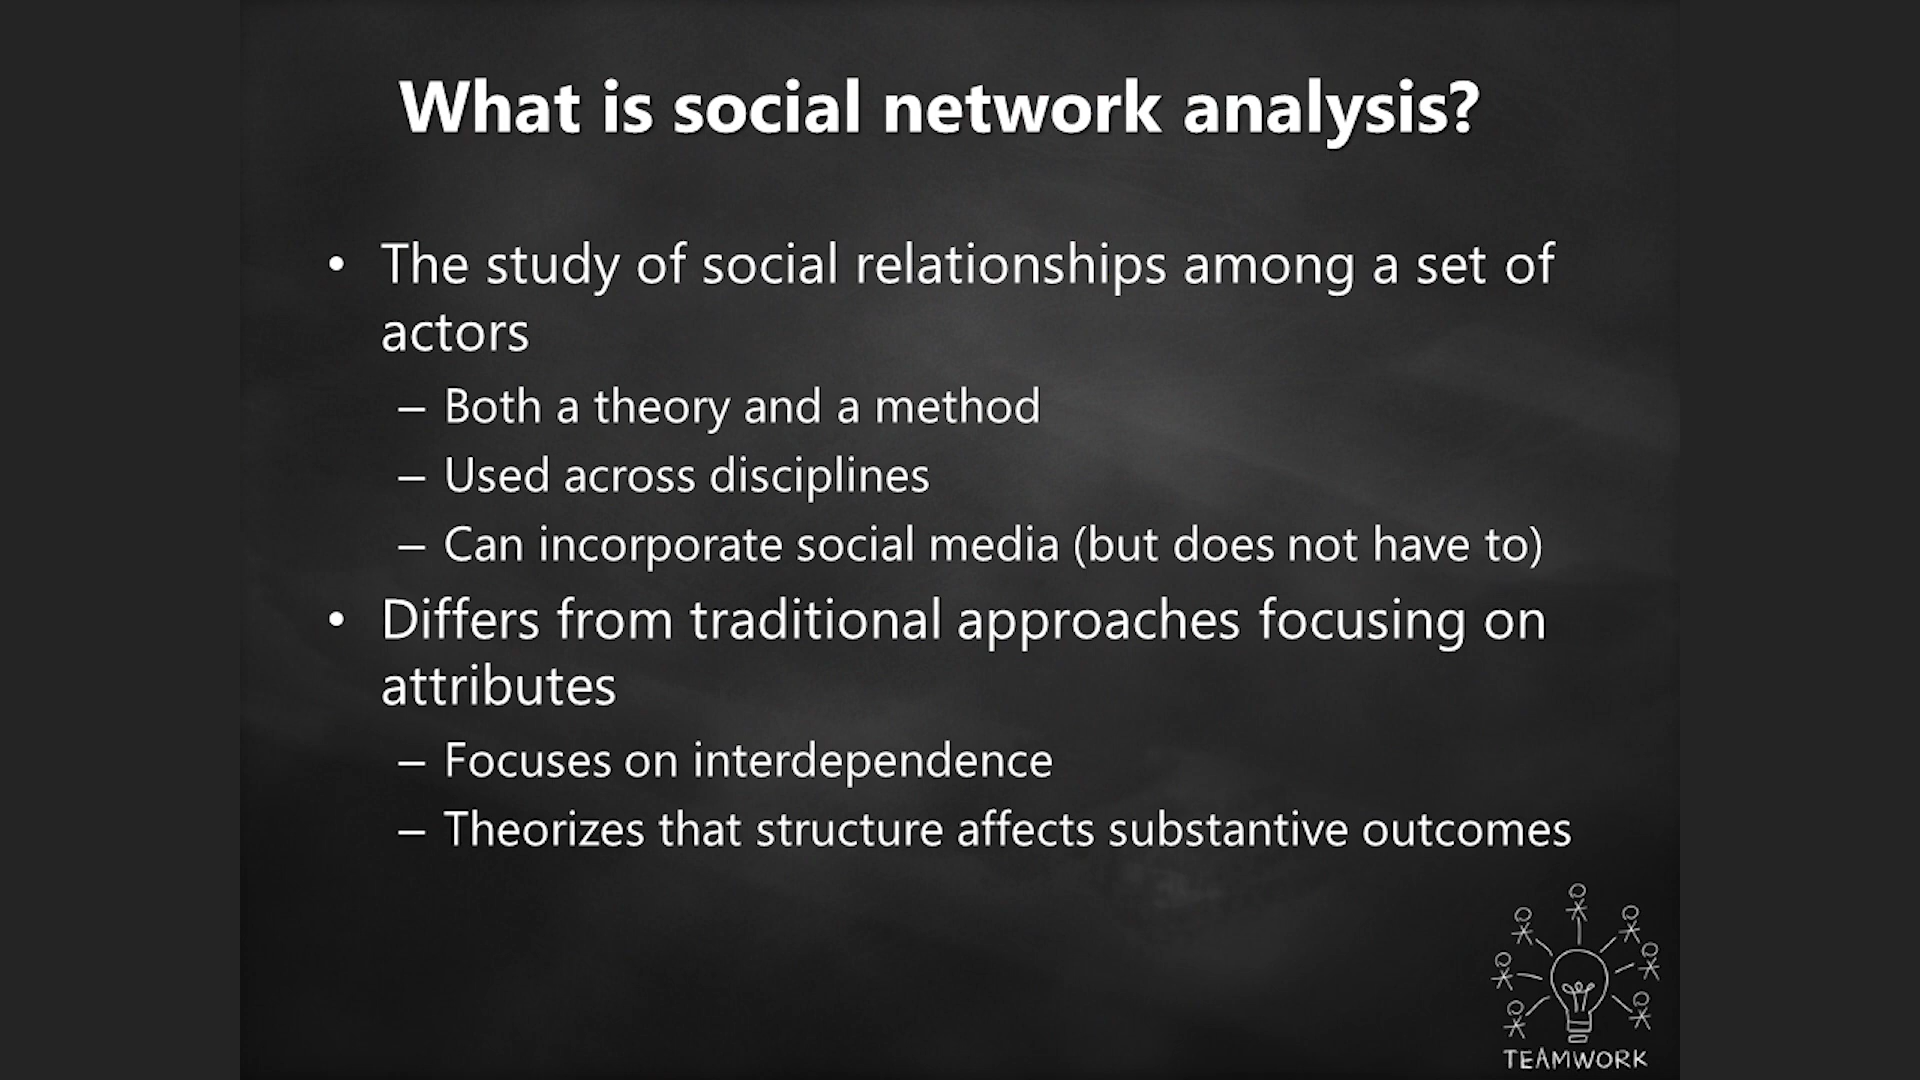 What is social network analysis?
• The study of social relationships among a set of
actors
– Both a theory and a method
– Used across disciplines
– Can incorporate social media (but does not have to)
• Differs from traditional approaches focusing on
attributes
– Focuses on interdependence
– Theorizes that structure affects substantive outcomes
TEAMWORK